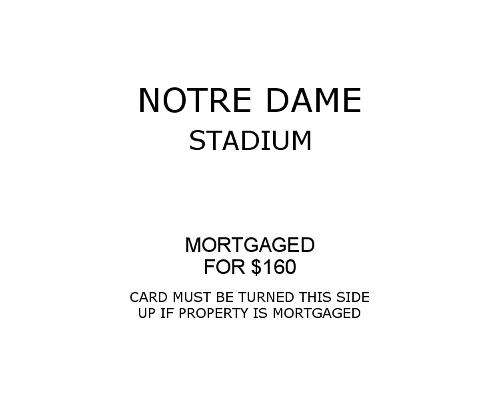 NOTRE DAME
STADIUM
MORTGAGED
FOR $160
CARD MUST BE TURNED THIS SIDE
UP IF PROPERTY IS MORTGAGED